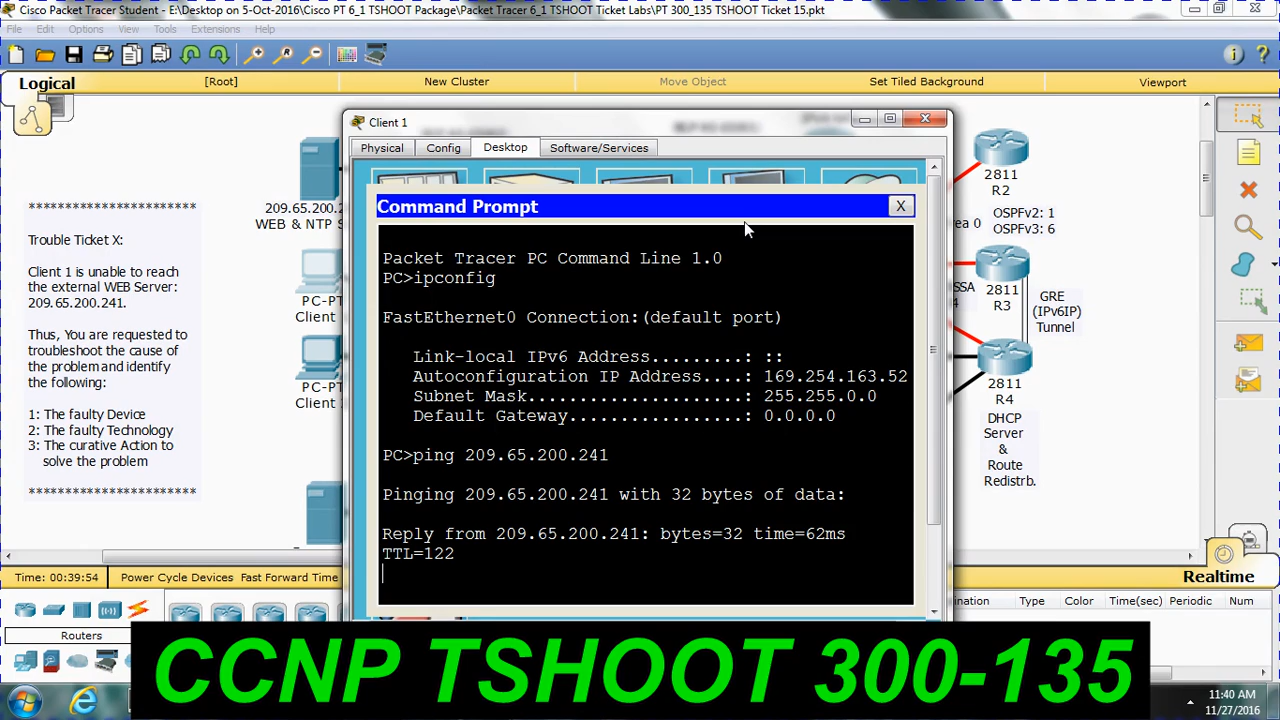 Packet Tracer Student - E:\Desktop on 5-Oct-2016\Cisco PT 6_1 TSHOOT Package\Packet Tracer 6_1 TSHOOT Ticket Labs\PT 300_135 TSHOOT Ticket 15.pkt
File Edit Options View Tools Extensions Help
Logical [Root] New Cluster Move Object Set Tiled Background Viewport
Client 1
Physical Config Desktop Software/Services
Command Prompt X
Packet Tracer PC Command Line 1.0
PC>ipconfig
FastEthernet0 Connection:(default port)
Link-local IPv6 Address.........: ::
Autoconfiguration IP Address....: 169.254.163.52
Subnet Mask.....................: 255.255.0.0
Default Gateway.................: 0.0.0.0
PC>ping 209.65.200.241
Pinging 209.65.200.241 with 32 bytes of data:
Reply from 209.65.200.241: bytes=32 time=62ms
TTL=122
************************
Trouble Ticket X:
Client 1 is unable to reach
the external WEB Server:
209.65.200.241.
Thus, You are requested to
troubleshoot the cause of
the problem and identify
the following:
1: The faulty Device
2: The faulty Technology
3: The curative Action to
solve the problem
************************
209.65.200.2
WEB & NTP S
PC-PT
Client
PC-PT
Client
2811
R2
OSPFv2: 1
OSPFv3: 6
rea 0
2811
R3
SSA
4
GRE
(IPv6IP)
Tunnel
2811
R4
DHCP
Server
&
Route
Redistrb.
Time: 00:39:54 Power Cycle Devices Fast Forward Time
Realtime
Routers
ination Type Color Time(sec) Periodic Num
CCNP TSHOOT 300-135
11:40 AM
11/27/2016